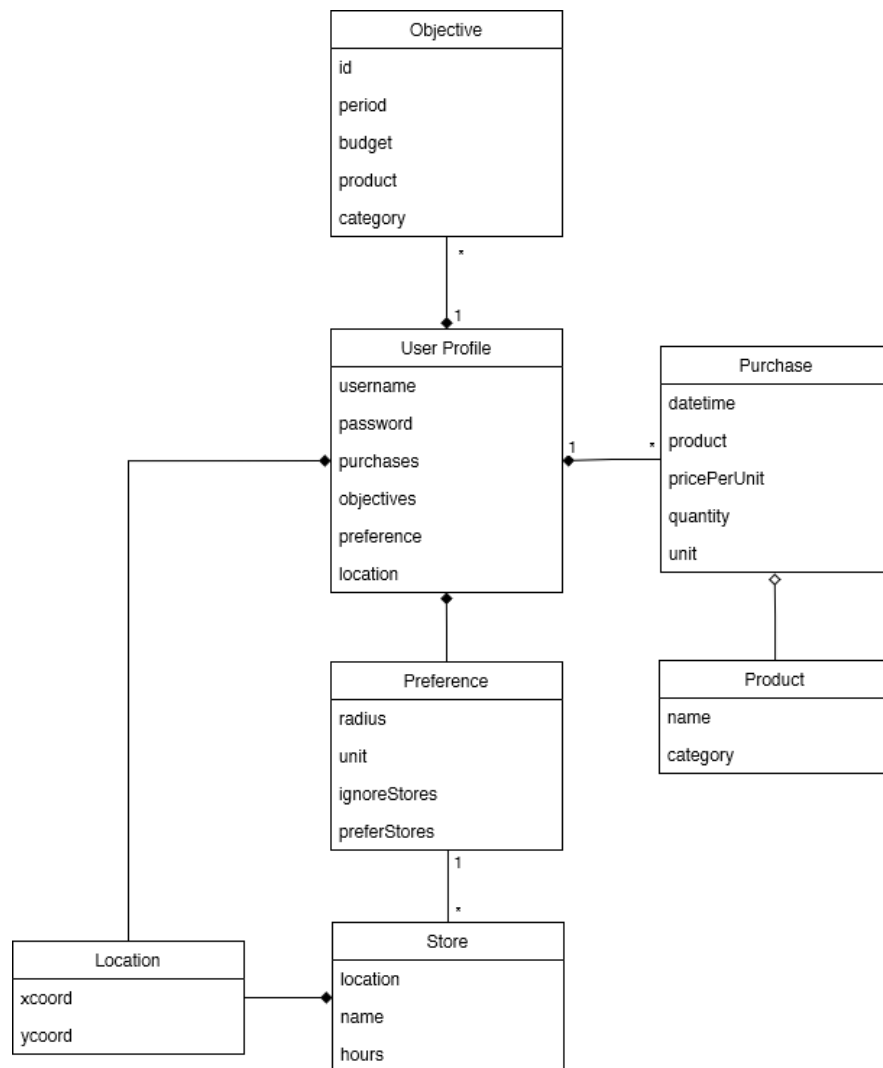 Objective
id
period
budget
product
category
*
1
User Profile
username
password
purchases
objectives
preference
location
1
*
Purchase
datetime
product
pricePerUnit
quantity
unit
Product
name
category
Preference
radius
unit
ignoreStores
preferStores
1
*
Store
location
name
hours
Location
xcoord
ycoord